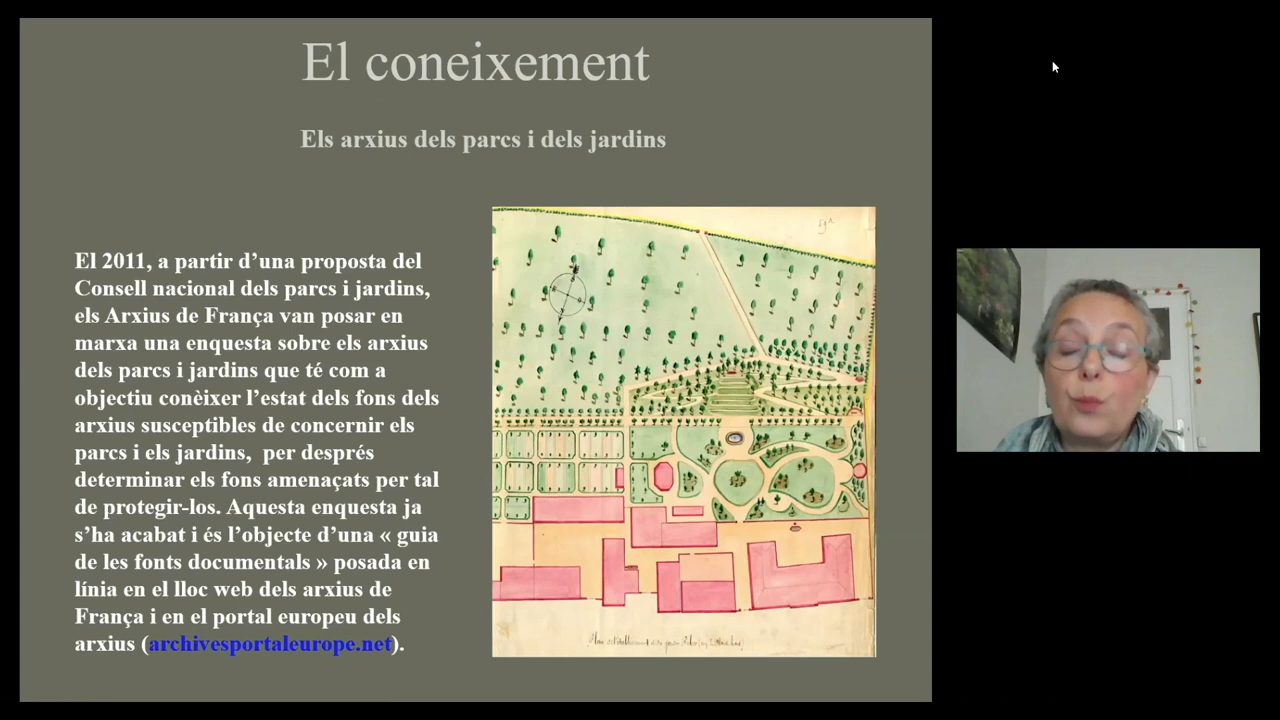 El coneixement
Els arxius dels parcs i dels jardins
El 2011, a partir d’una proposta del
Consell nacional dels parcs i jardins,
els Arxius de França van posar en
marxa una enquesta sobre els arxius
dels parcs i jardins que té com a
objectiu conèixer l’estat dels fons dels
arxius susceptibles de concernir els
parcs i els jardins,  per després
determinar els fons amenaçats per tal
de protegir-los. Aquesta enquesta ja
s’ha acabat i és l’objecte d’una « guia
de les fonts documentals » posada en
línia en el lloc web dels arxius de
França i en el portal europeu dels
arxius (archivesportaleurope.net).